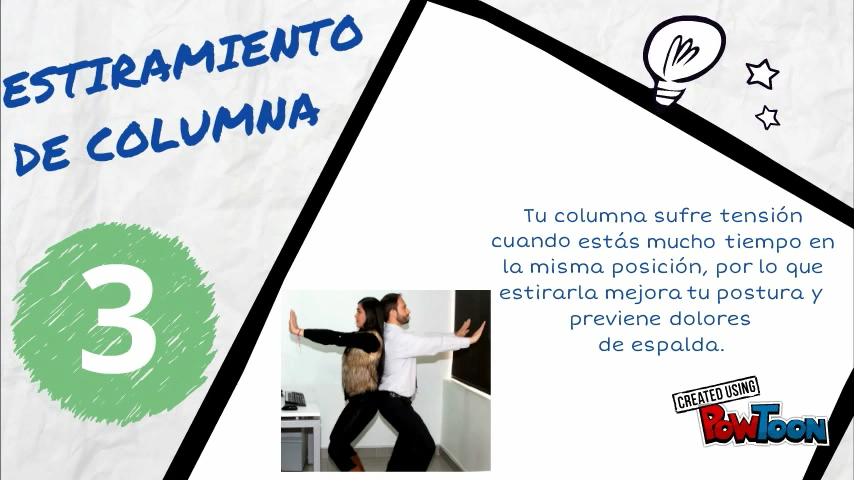 ESTIRAMIENTO
DE COLUMNA
3
Tu columna sufre tensión
cuando estás mucho tiempo en
la misma posición, por lo que
estirarla mejora tu postura y
previene dolores
de espalda.
CREATED USING
POWTOON